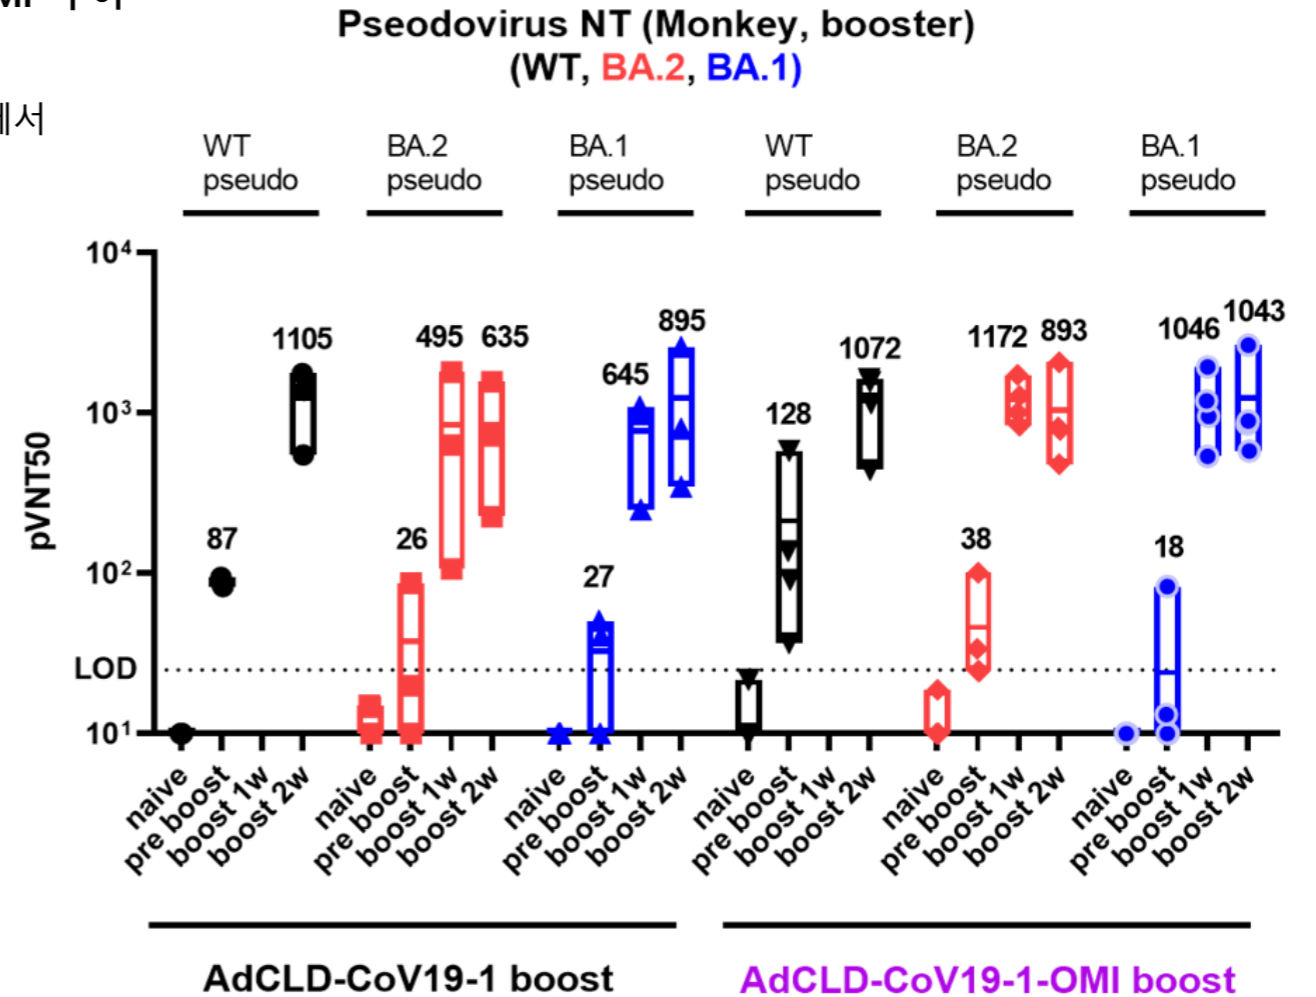 Pseodovirus NT (Monkey, booster)
(WT, BA.2, BA.1)
에서
WT pseudo
BA.2 pseudo
BA.1 pseudo
WT pseudo
BA.2 pseudo
BA.1 pseudo
pVNT50
10⁴
10³
10²
LOD
10¹
87
1105
26
495
635
27
645
895
128
1072
38
1172
893
18
1046
1043
naive
pre boost
boost 1w
boost 2w
naive
pre boost
boost 1w
boost 2w
naive
pre boost
boost 1w
boost 2w
naive
pre boost
boost 1w
boost 2w
naive
pre boost
boost 1w
boost 2w
naive
pre boost
boost 1w
boost 2w
AdCLD-CoV19-1 boost
AdCLD-CoV19-1-OMI boost